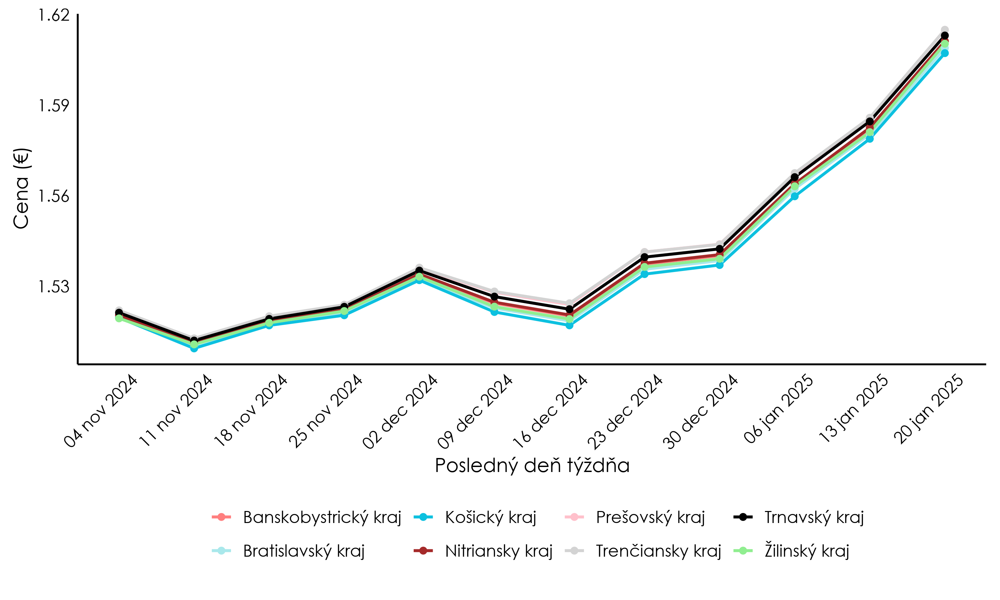 1.62
1.59
1.56
1.53
Cena (€)
04 nov 2024
11 nov 2024
18 nov 2024
25 nov 2024
02 dec 2024
09 dec 2024
16 dec 2024
23 dec 2024
30 dec 2024
06 jan 2025
13 jan 2025
20 jan 2025
Posledný deň týždňa
Banskobystrický kraj Košický kraj Prešovský kraj Trnavský kraj
Bratislavský kraj Nitriansky kraj Trenčiansky kraj Žilinský kraj